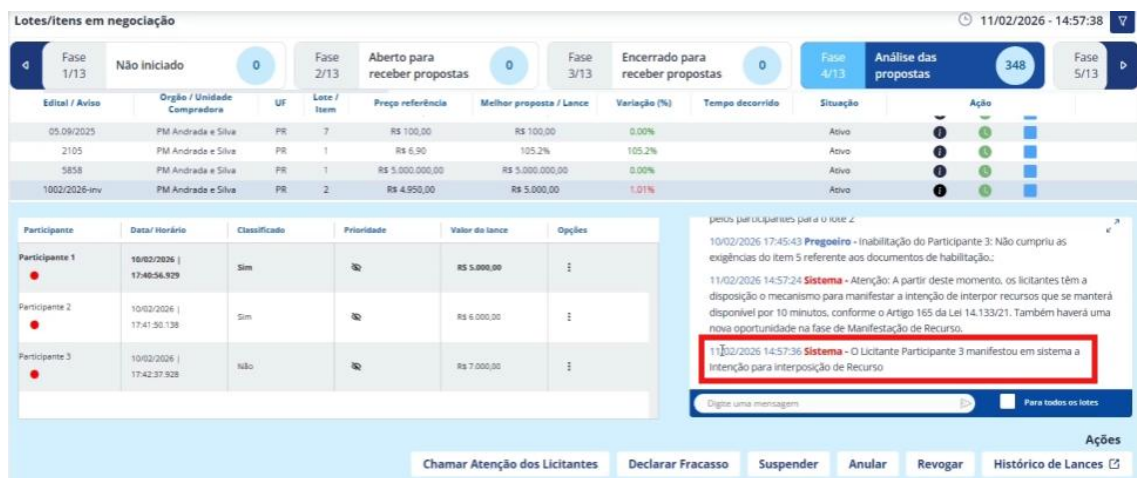 Lotes/itens em negociação
11/02/2026 - 14:57:38
Fase 1/13 Não iniciado 0
Fase 2/13 Aberto para receber propostas 0
Fase 3/13 Encerrado para receber propostas 0
Fase 4/13 Análise das propostas 348
Fase 5/13
Edital / Aviso Orgão / Unidade Compradora UF Lote / Item Preço referência Melhor proposta / Lance Variação (%) Tempo decorrido Situação Ação
05.09/2025 PM Andrada e Silva PR 7 R$ 100,00 R$ 100,00 0.00% Ativo
2105 PM Andrada e Silva PR 1 R$ 6,90 105.2% 105.2% Ativo
5858 PM Andrada e Silva PR 1 R$ 5.000.000,00 R$ 5.000.000,00 0.00% Ativo
1002/2026-inv PM Andrada e Silva PR 2 R$ 4.950,00 R$ 5.000,00 1.01% Ativo
Participante Data/ Horário Classificado Prioridade Valor do lance Opções
Participante 1 10/02/2026 | 17:40:56.929 Sim R$ 5.000,00
Participante 2 10/02/2026 | 17:41:50.138 Sim R$ 6.000,00
Participante 3 10/02/2026 | 17:42:37.928 Não R$ 7.000,00
pelos participantes para o lote 2
10/02/2026 17:45:43 Pregoeiro - Inabilitação do Participante 3: Não cumpriu as
exigências do item 5 referente aos documentos de habilitação.;
11/02/2026 14:57:24 Sistema - Atenção: A partir deste momento, os licitantes têm a
disposição o mecanismo para manifestar a intenção de interpor recursos que se manterá
disponível por 10 minutos, conforme o Artigo 165 da Lei 14.133/21. Também haverá uma
nova oportunidade na fase de Manifestação de Recurso.
11/02/2026 14:57:36 Sistema - O Licitante Participante 3 manifestou em sistema a
Intenção para interposição de Recurso
Digite uma mensagem
Para todos os lotes
Ações
Chamar Atenção dos Licitantes Declarar Fracasso Suspender Anular Revogar Histórico de Lances